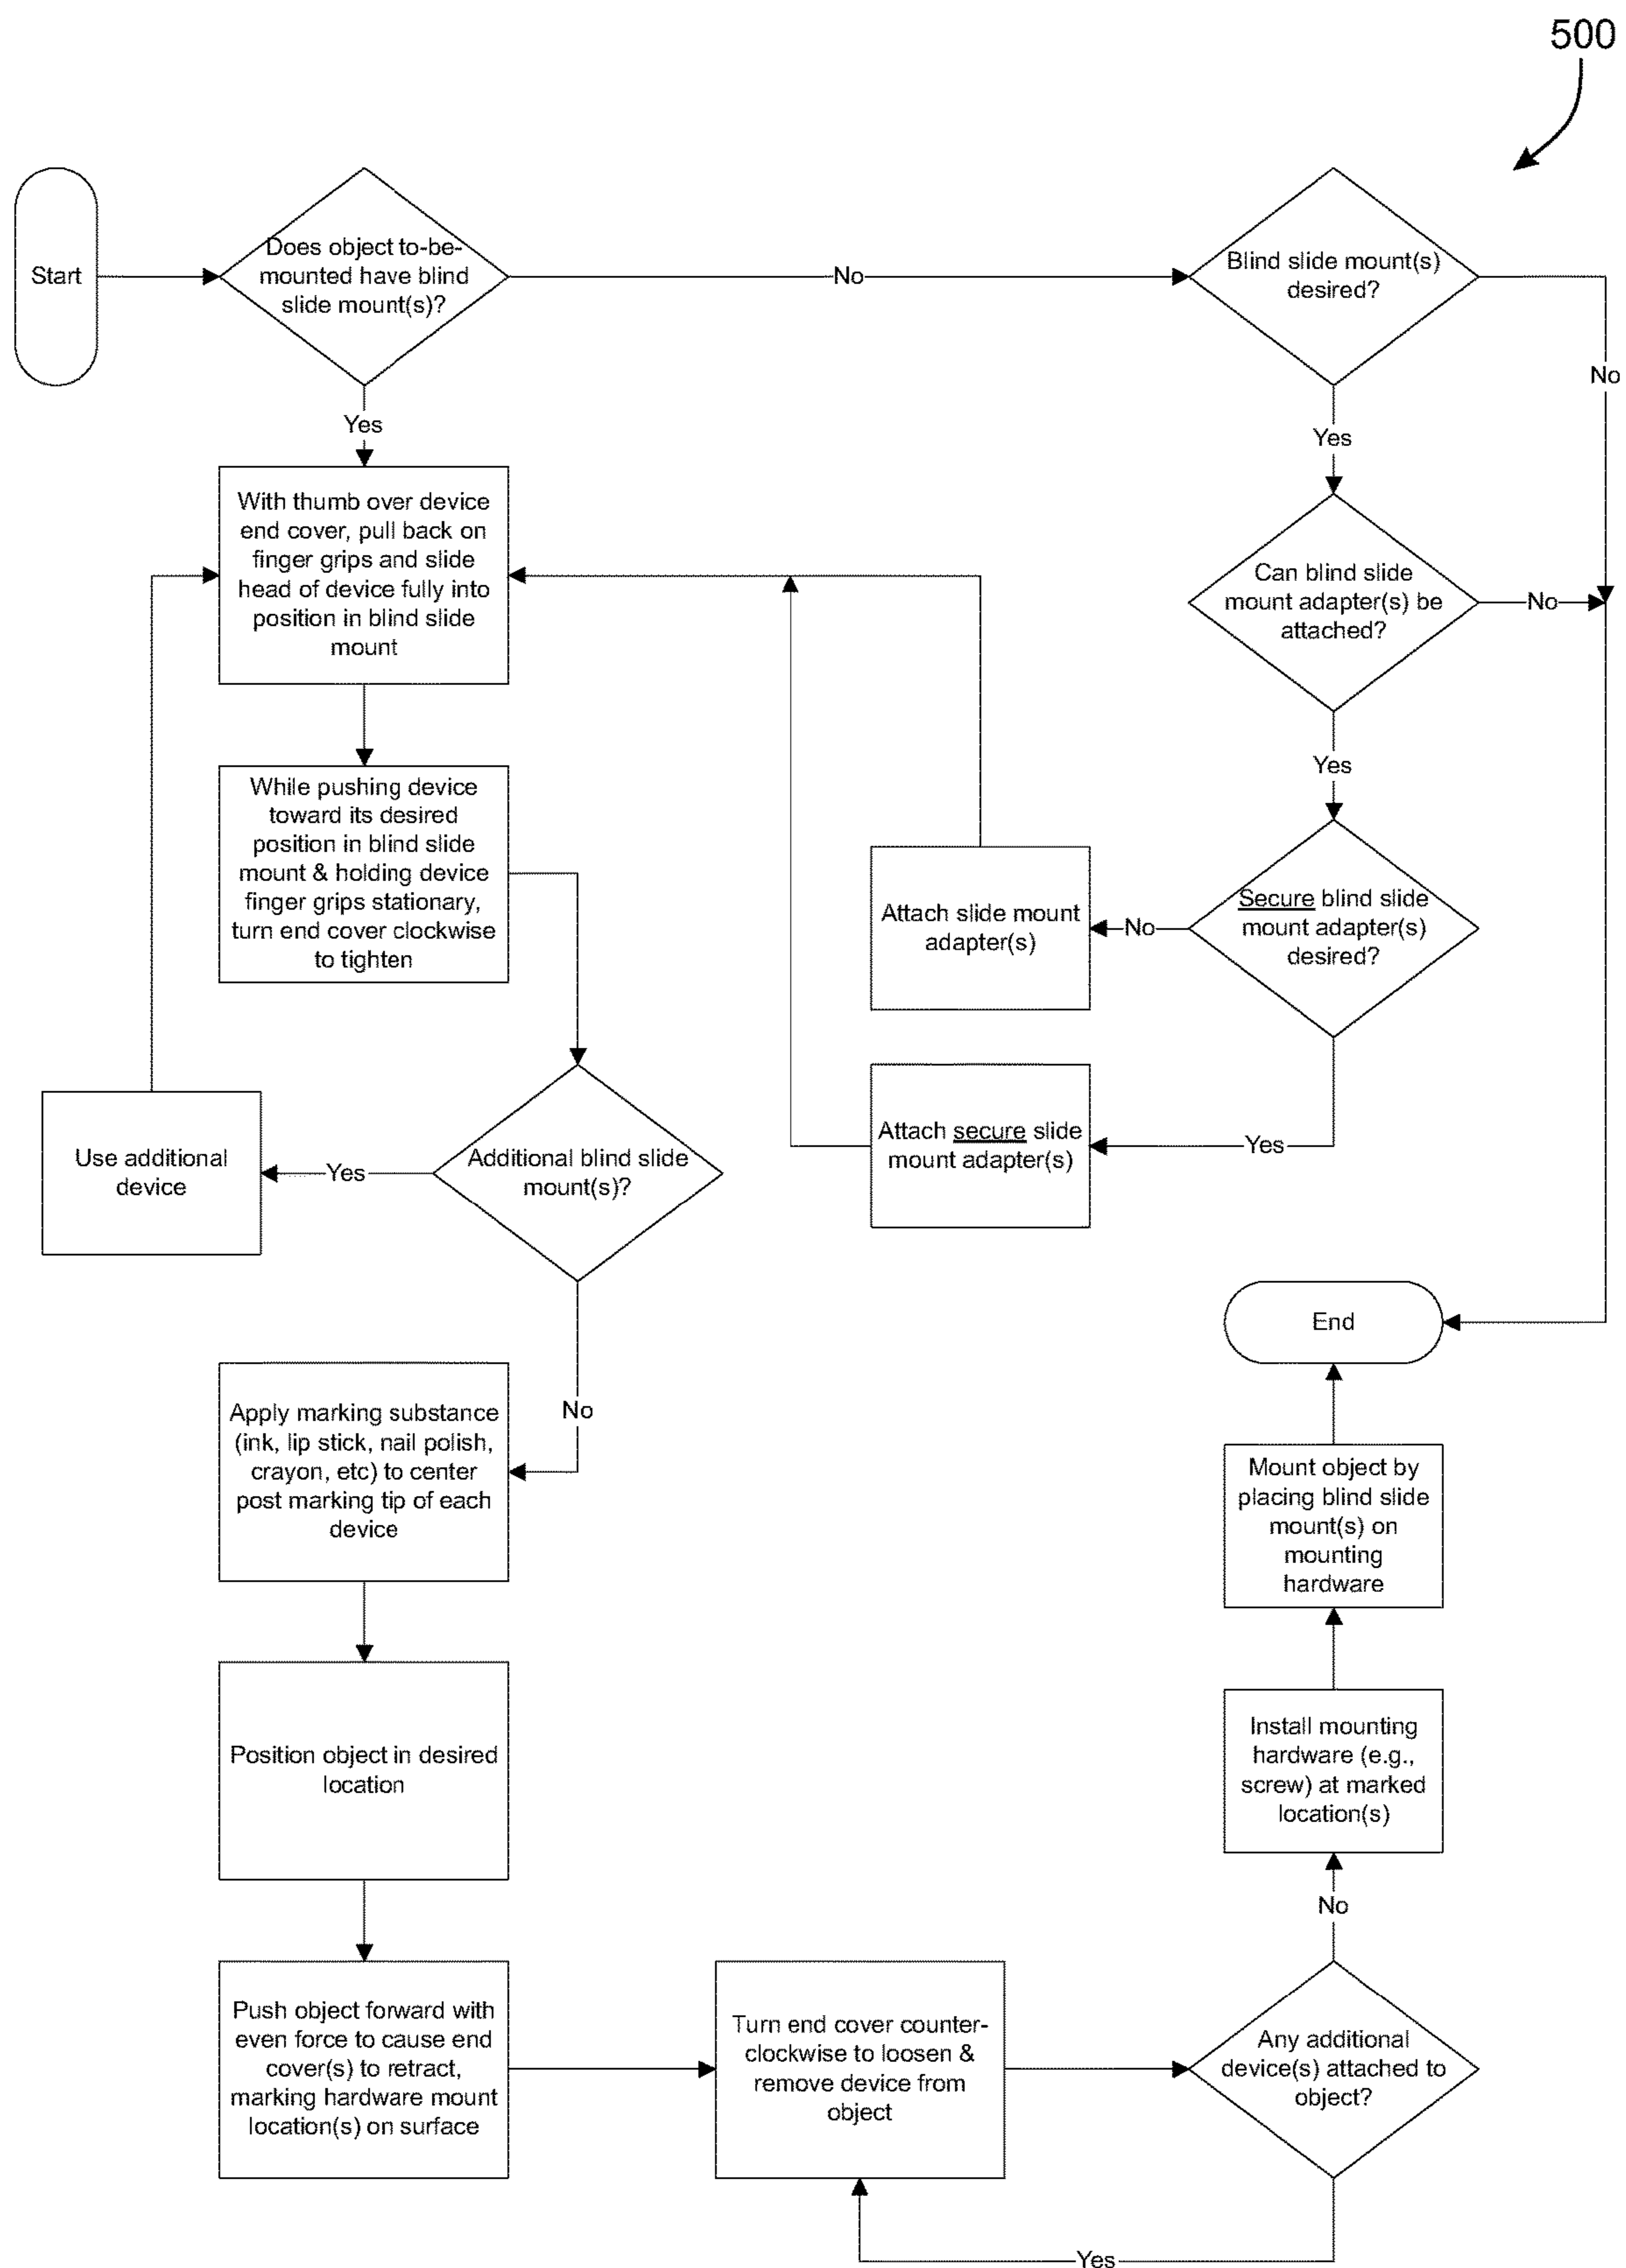 500
Start
Does object to-be-
mounted have blind
slide mount(s)?
No
Blind slide mount(s)
desired?
No
Yes
Yes
With thumb over device
end cover, pull back on
finger grips and slide
head of device fully into
position in blind slide
mount
Can blind slide
mount adapter(s) be
attached?
No
Yes
While pushing device
toward its desired
position in blind slide
mount & holding device
finger grips stationary,
turn end cover clockwise
to tighten
Attach slide mount
adapter(s)
No
Secure blind slide
mount adapter(s)
desired?
Use additional
device
Yes
Additional blind slide
mount(s)?
Attach secure slide
mount adapter(s)
Yes
End
No
Apply marking substance
(ink, lip stick, nail polish,
crayon, etc) to center
post marking tip of each
device
Mount object by
placing blind slide
mount(s) on
mounting
hardware
Position object in desired
location
Install mounting
hardware (e.g.,
screw) at marked
location(s)
No
Push object forward with
even force to cause end
cover(s) to retract,
marking hardware mount
location(s) on surface
Turn end cover counter-
clockwise to loosen &
remove device from
object
Any additional
device(s) attached to
object?
Yes